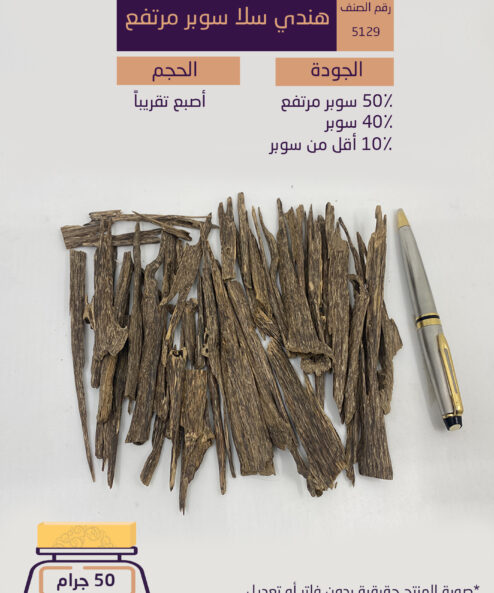 رقم الصنف
5129
هندي سلا سوبر مرتفع
الجودة
50٪ سوبر مرتفع
40٪ سوبر
10٪ أقل من سوبر
الحجم
أصبع تقريباً
50 جرام
*صورة المنتج حقيقية بدون فلتر أو تعديل